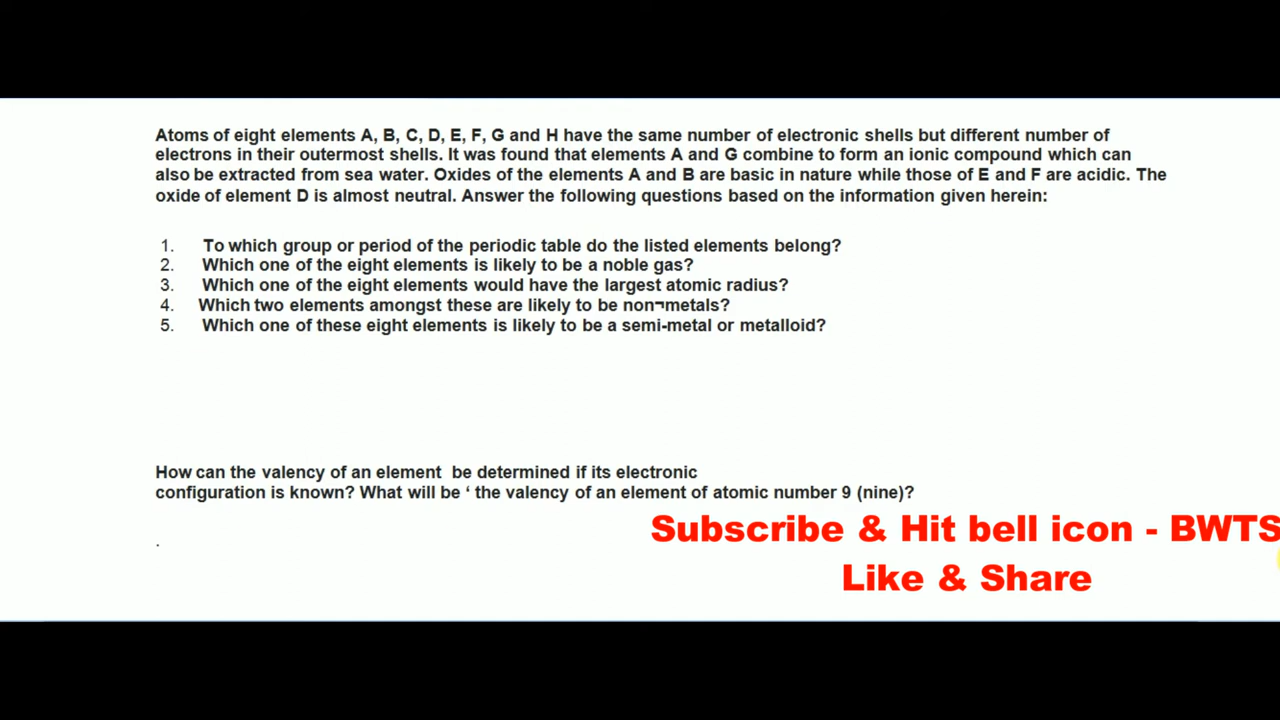 Atoms of eight elements A, B, C, D, E, F, G and H have the same number of electronic shells but different number of
electrons in their outermost shells. It was found that elements A and G combine to form an ionic compound which can
also be extracted from sea water. Oxides of the elements A and B are basic in nature while those of E and F are acidic. The
oxide of element D is almost neutral. Answer the following questions based on the information given herein:
1. To which group or period of the periodic table do the listed elements belong?
2. Which one of the eight elements is likely to be a noble gas?
3. Which one of the eight elements would have the largest atomic radius?
4. Which two elements amongst these are likely to be non¬metals?
5. Which one of these eight elements is likely to be a semi-metal or metalloid?
How can the valency of an element be determined if its electronic
configuration is known? What will be ‘ the valency of an element of atomic number 9 (nine)?
.
Subscribe & Hit bell icon - BWTS
Like & Share